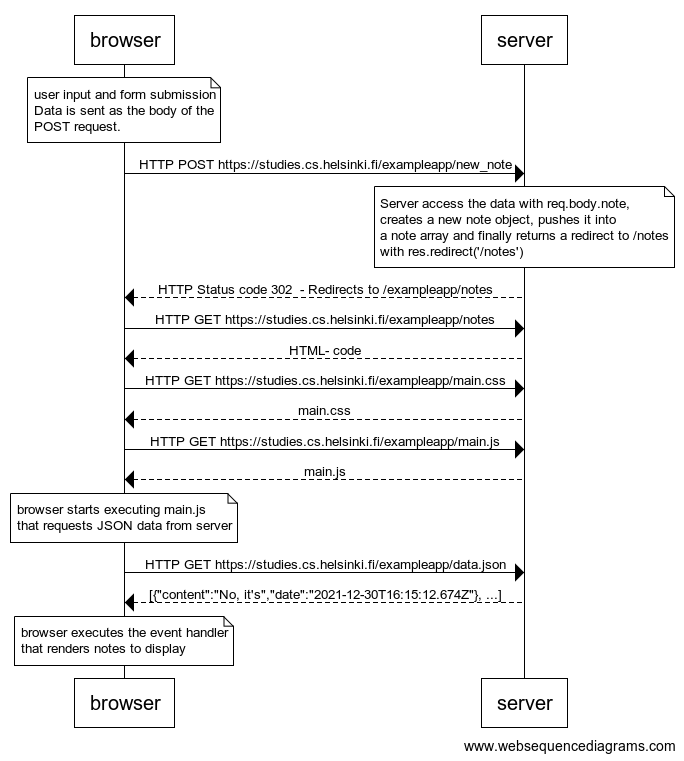 browser
server
user input and form submission
Data is sent as the body of the
POST request.
HTTP POST https://studies.cs.helsinki.fi/exampleapp/new_note
Server access the data with req.body.note,
creates a new note object, pushes it into
a note array and finally returns a redirect to /notes
with res.redirect('/notes')
HTTP Status code 302  - Redirects to /exampleapp/notes
HTTP GET https://studies.cs.helsinki.fi/exampleapp/notes
HTML- code
HTTP GET https://studies.cs.helsinki.fi/exampleapp/main.css
main.css
HTTP GET https://studies.cs.helsinki.fi/exampleapp/main.js
main.js
browser starts executing main.js
that requests JSON data from server
HTTP GET https://studies.cs.helsinki.fi/exampleapp/data.json
[{"content":"No, it's","date":"2021-12-30T16:15:12.674Z"}, ...]
browser executes the event handler
that renders notes to display
browser
server
www.websequencediagrams.com